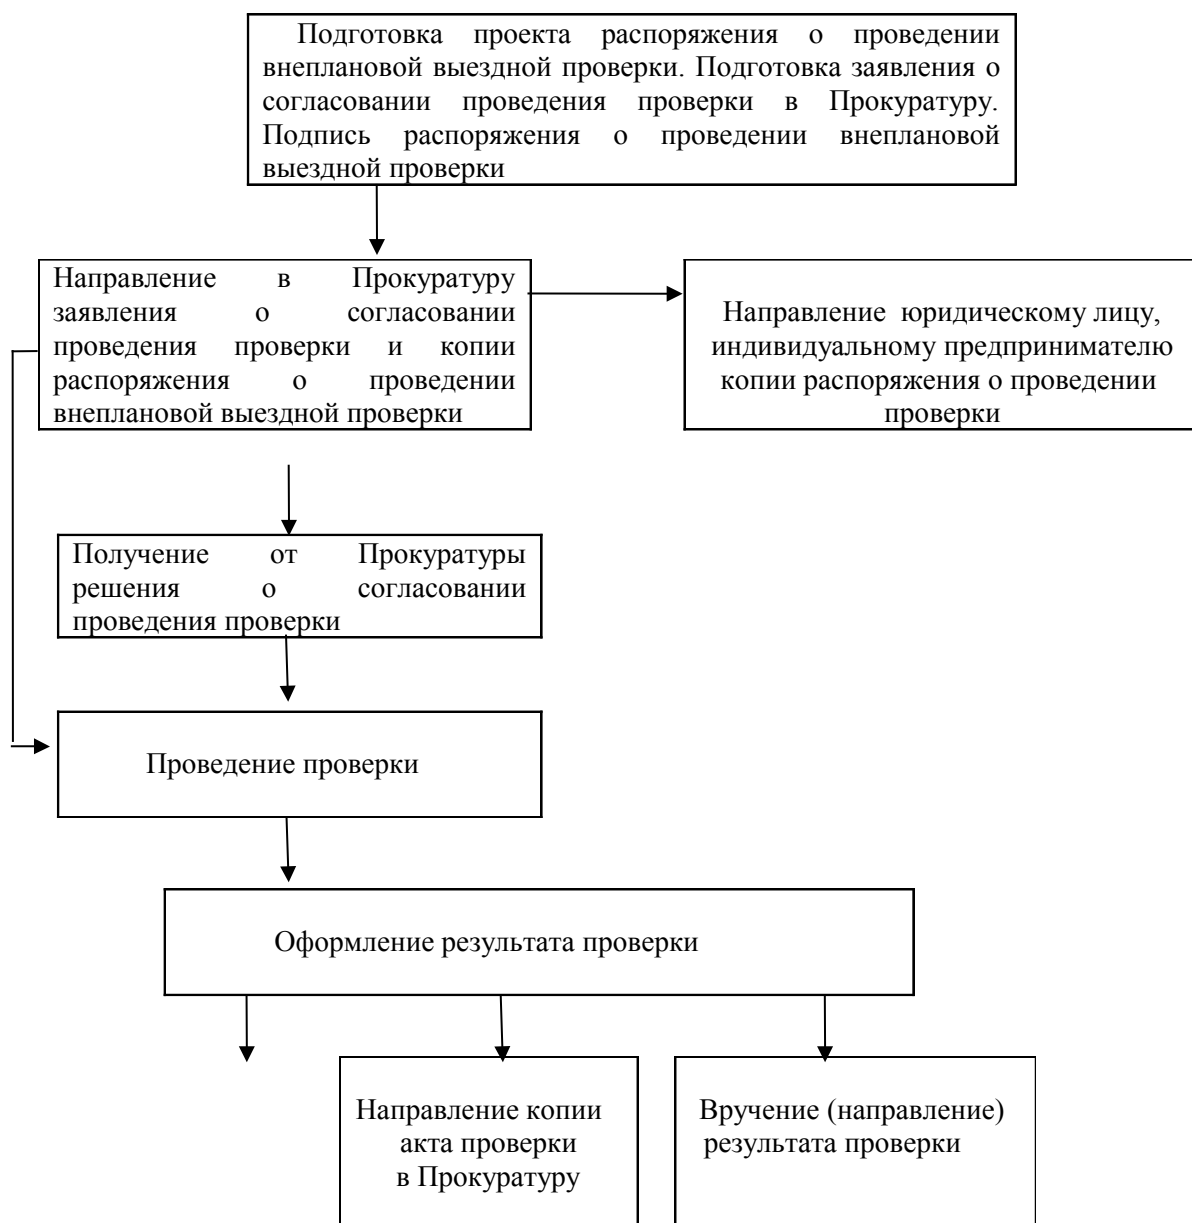 Подготовка проекта распоряжения о проведении
внеплановой выездной проверки. Подготовка заявления о
согласовании проведения проверки в Прокуратуру.
Подпись распоряжения о проведении внеплановой
выездной проверки
Направление в Прокуратуру
заявления о согласовании
проведения проверки и копии
распоряжения о проведении
внеплановой выездной проверки
Направление юридическому лицу,
индивидуальному предпринимателю
копии распоряжения о проведении
проверки
Получение от Прокуратуры
решения о согласовании
проведения проверки
Проведение проверки
Оформление результата проверки
Направление копии
акта проверки
в Прокуратуру
Вручение (направление)
результата проверки